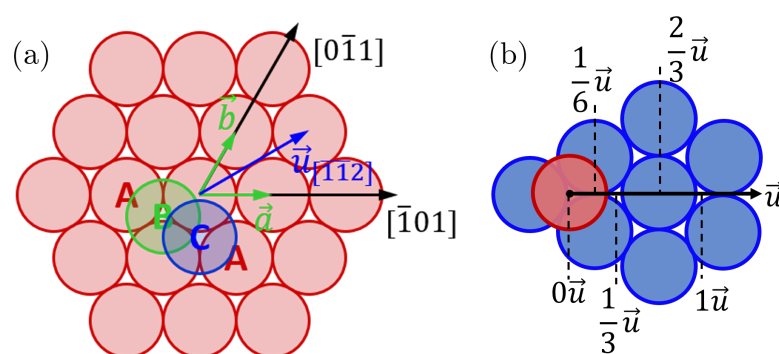 (a)
[01̄1]
b⃗
u⃗[1̄1̄2]
A
B
a⃗
[1̄01]
C
A
(b)
1/6 u⃗
2/3 u⃗
u⃗
0u⃗
1/3 u⃗
1u⃗